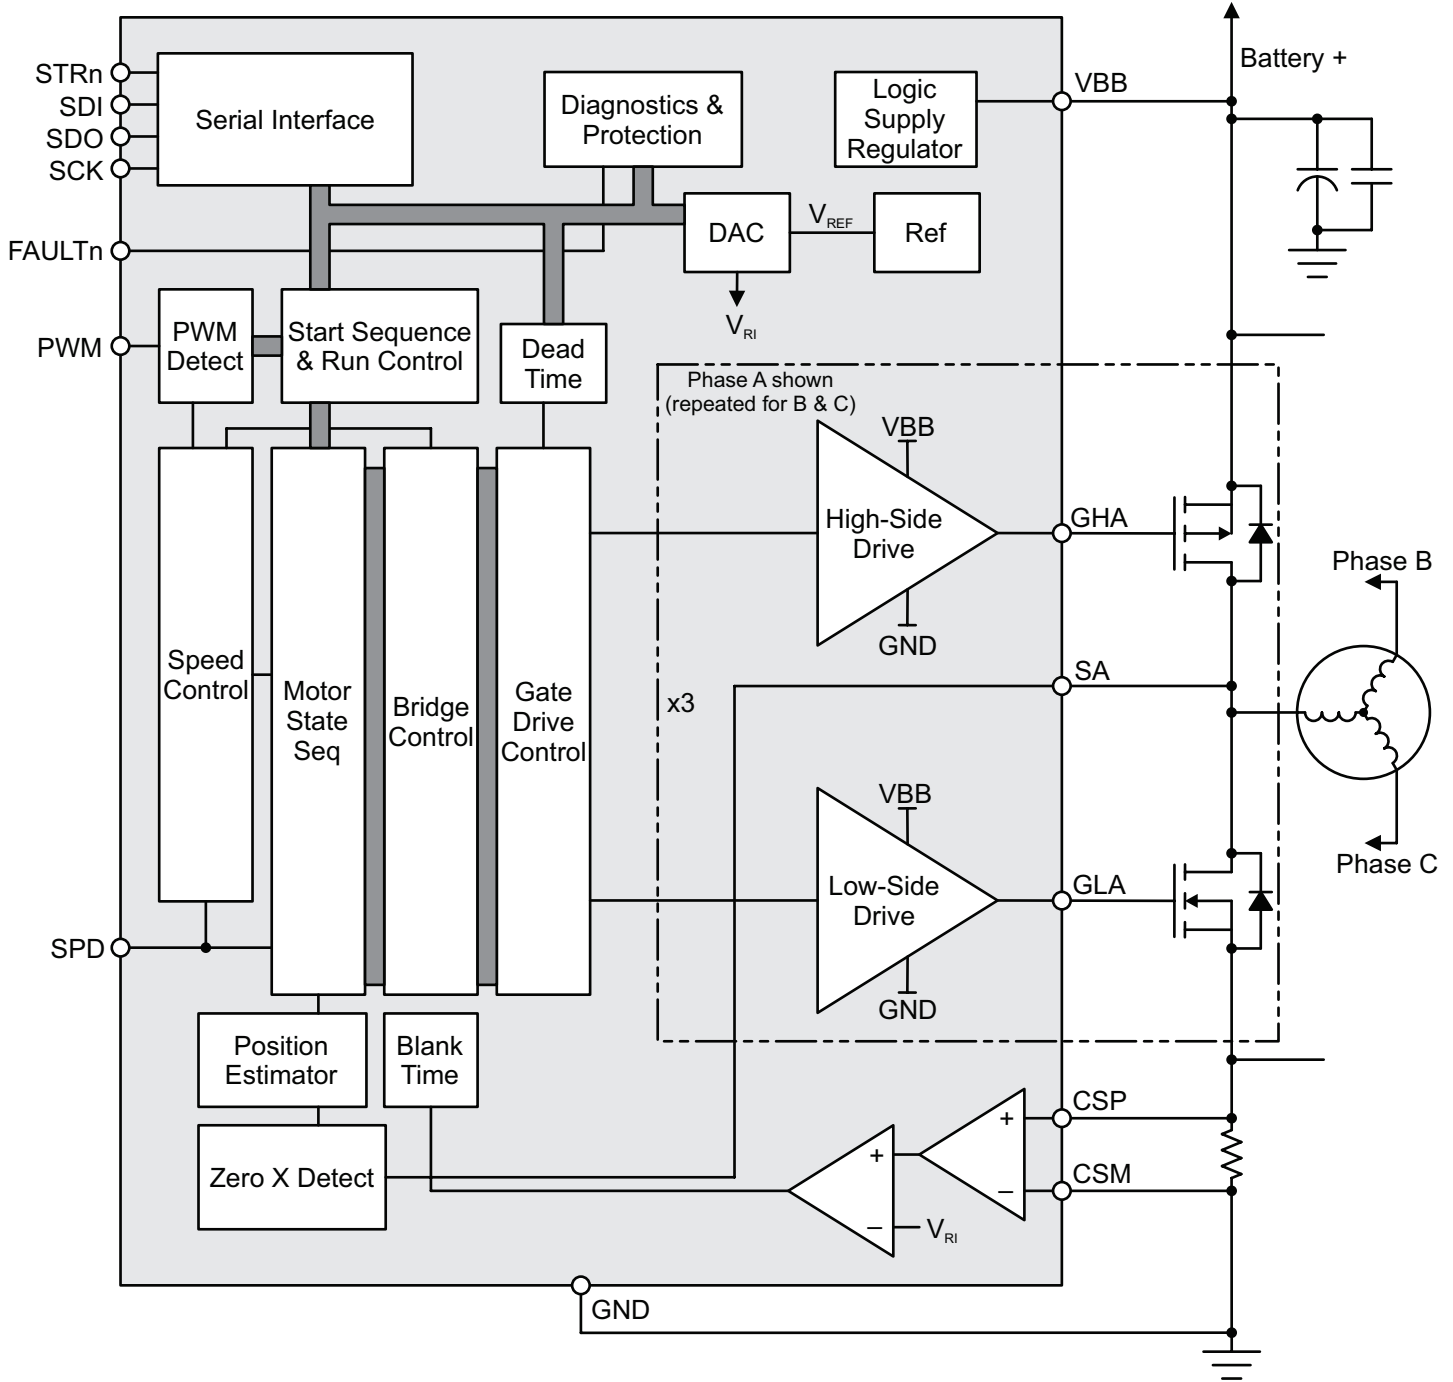 STRn
SDI
SDO
SCK
Serial Interface
Diagnostics &
Protection
Logic
Supply
Regulator
VBB
Battery +
FAULTn
DAC
VREF
Ref
VRI
PWM
PWM
Detect
Start Sequence
& Run Control
Dead
Time
Phase A shown
(repeated for B & C)
VBB
High-Side
Drive
GND
GHA
Phase B
Speed
Control
Motor
State
Seq
Bridge
Control
Gate
Drive
Control
x3
SA
VBB
Low-Side
Drive
GND
GLA
Phase C
SPD
Position
Estimator
Blank
Time
Zero X Detect
+
–
VRI
+
–
CSP
CSM
GND